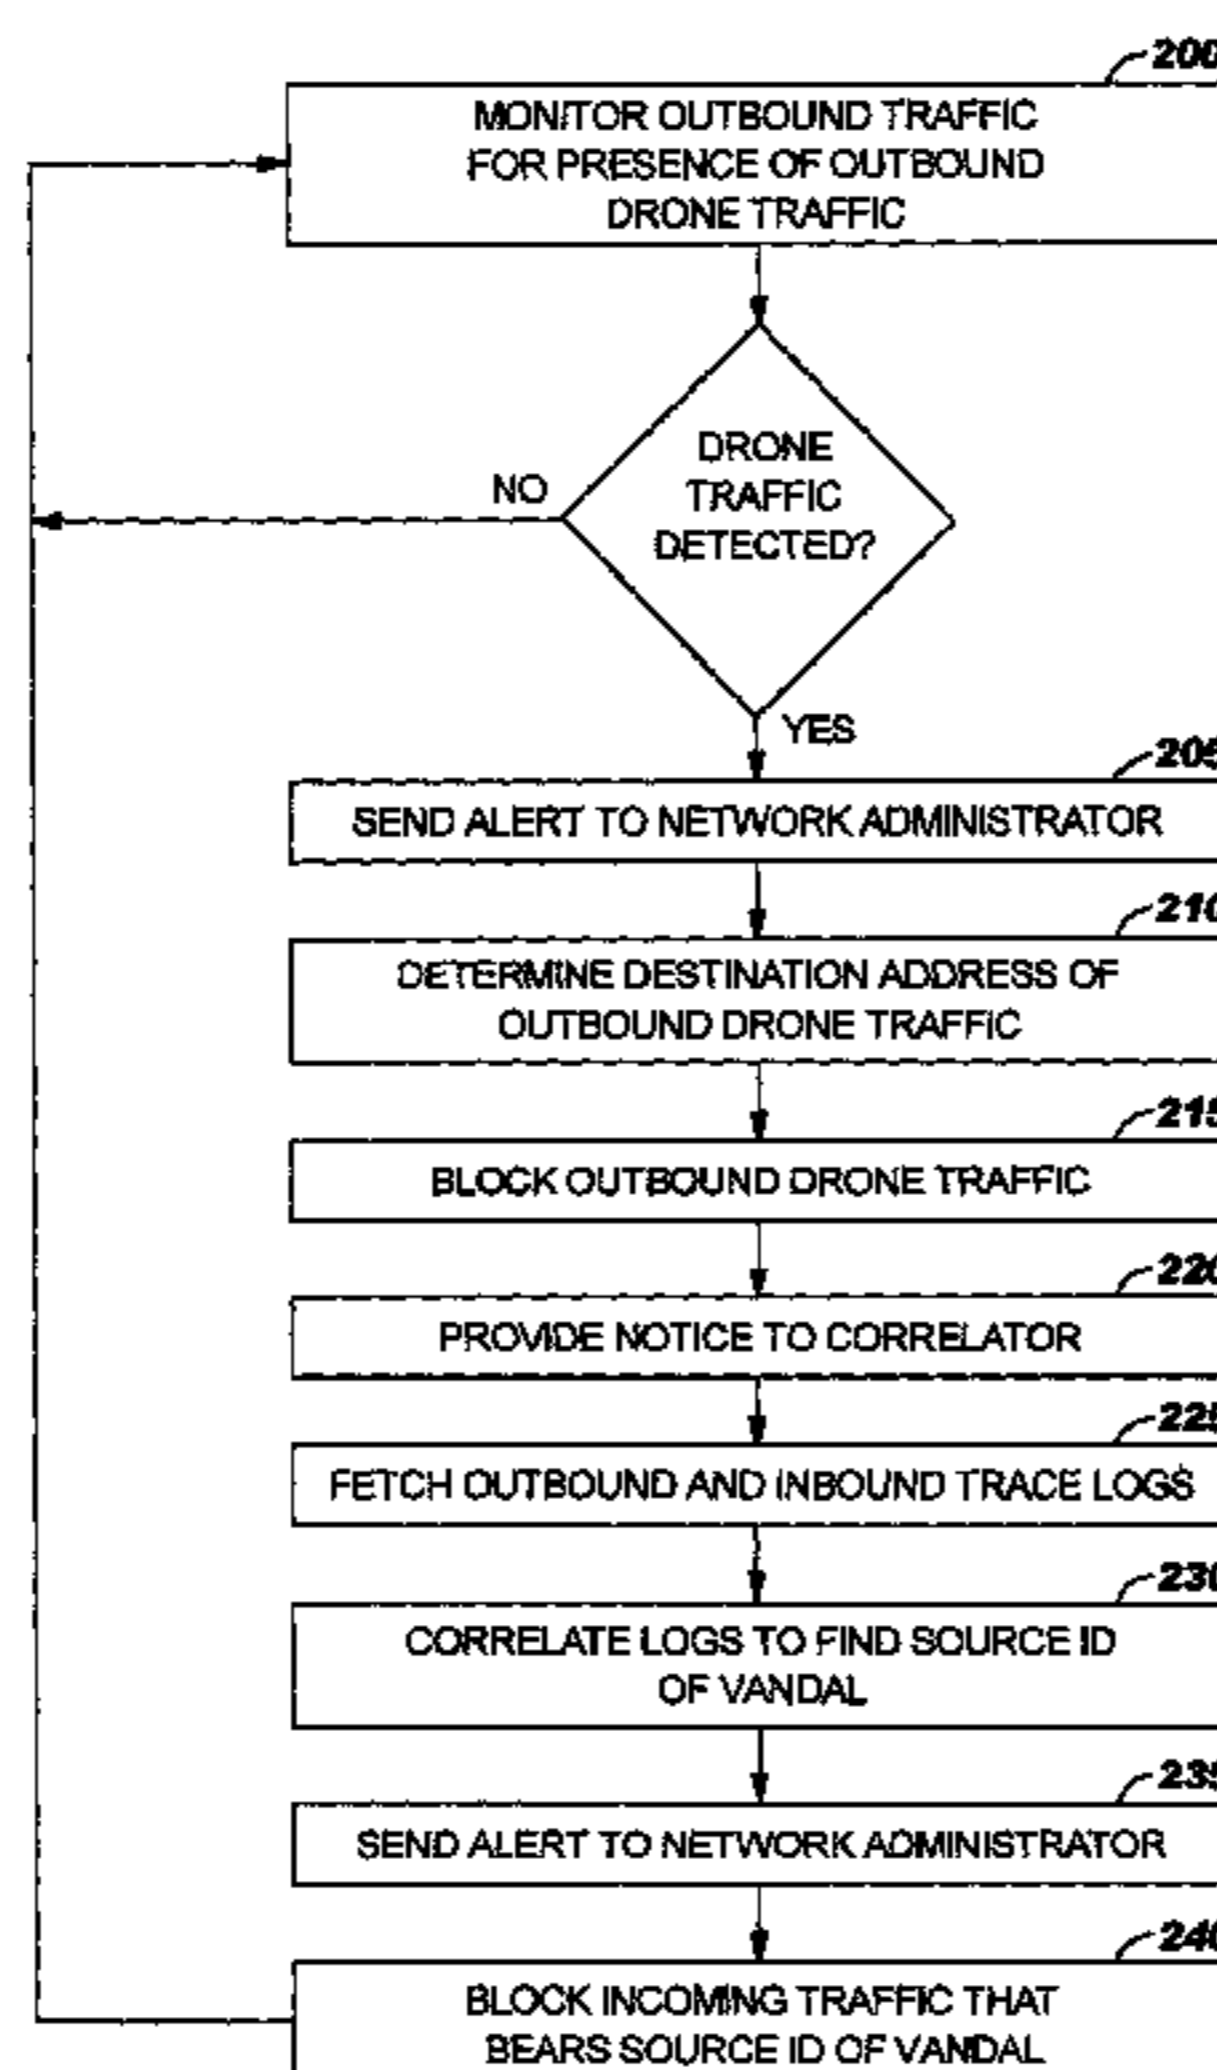 200
MONITOR OUTBOUND TRAFFIC
FOR PRESENCE OF OUTBOUND
DRONE TRAFFIC
DRONE
TRAFFIC
DETECTED?
NO
YES
205
SEND ALERT TO NETWORK ADMINISTRATOR
210
DETERMINE DESTINATION ADDRESS OF
OUTBOUND DRONE TRAFFIC
215
BLOCK OUTBOUND DRONE TRAFFIC
220
PROVIDE NOTICE TO CORRELATOR
225
FETCH OUTBOUND AND INBOUND TRACE LOGS
230
CORRELATE LOGS TO FIND SOURCE ID
OF VANDAL
235
SEND ALERT TO NETWORK ADMINISTRATOR
240
BLOCK INCOMING TRAFFIC THAT
BEARS SOURCE ID OF VANDAL